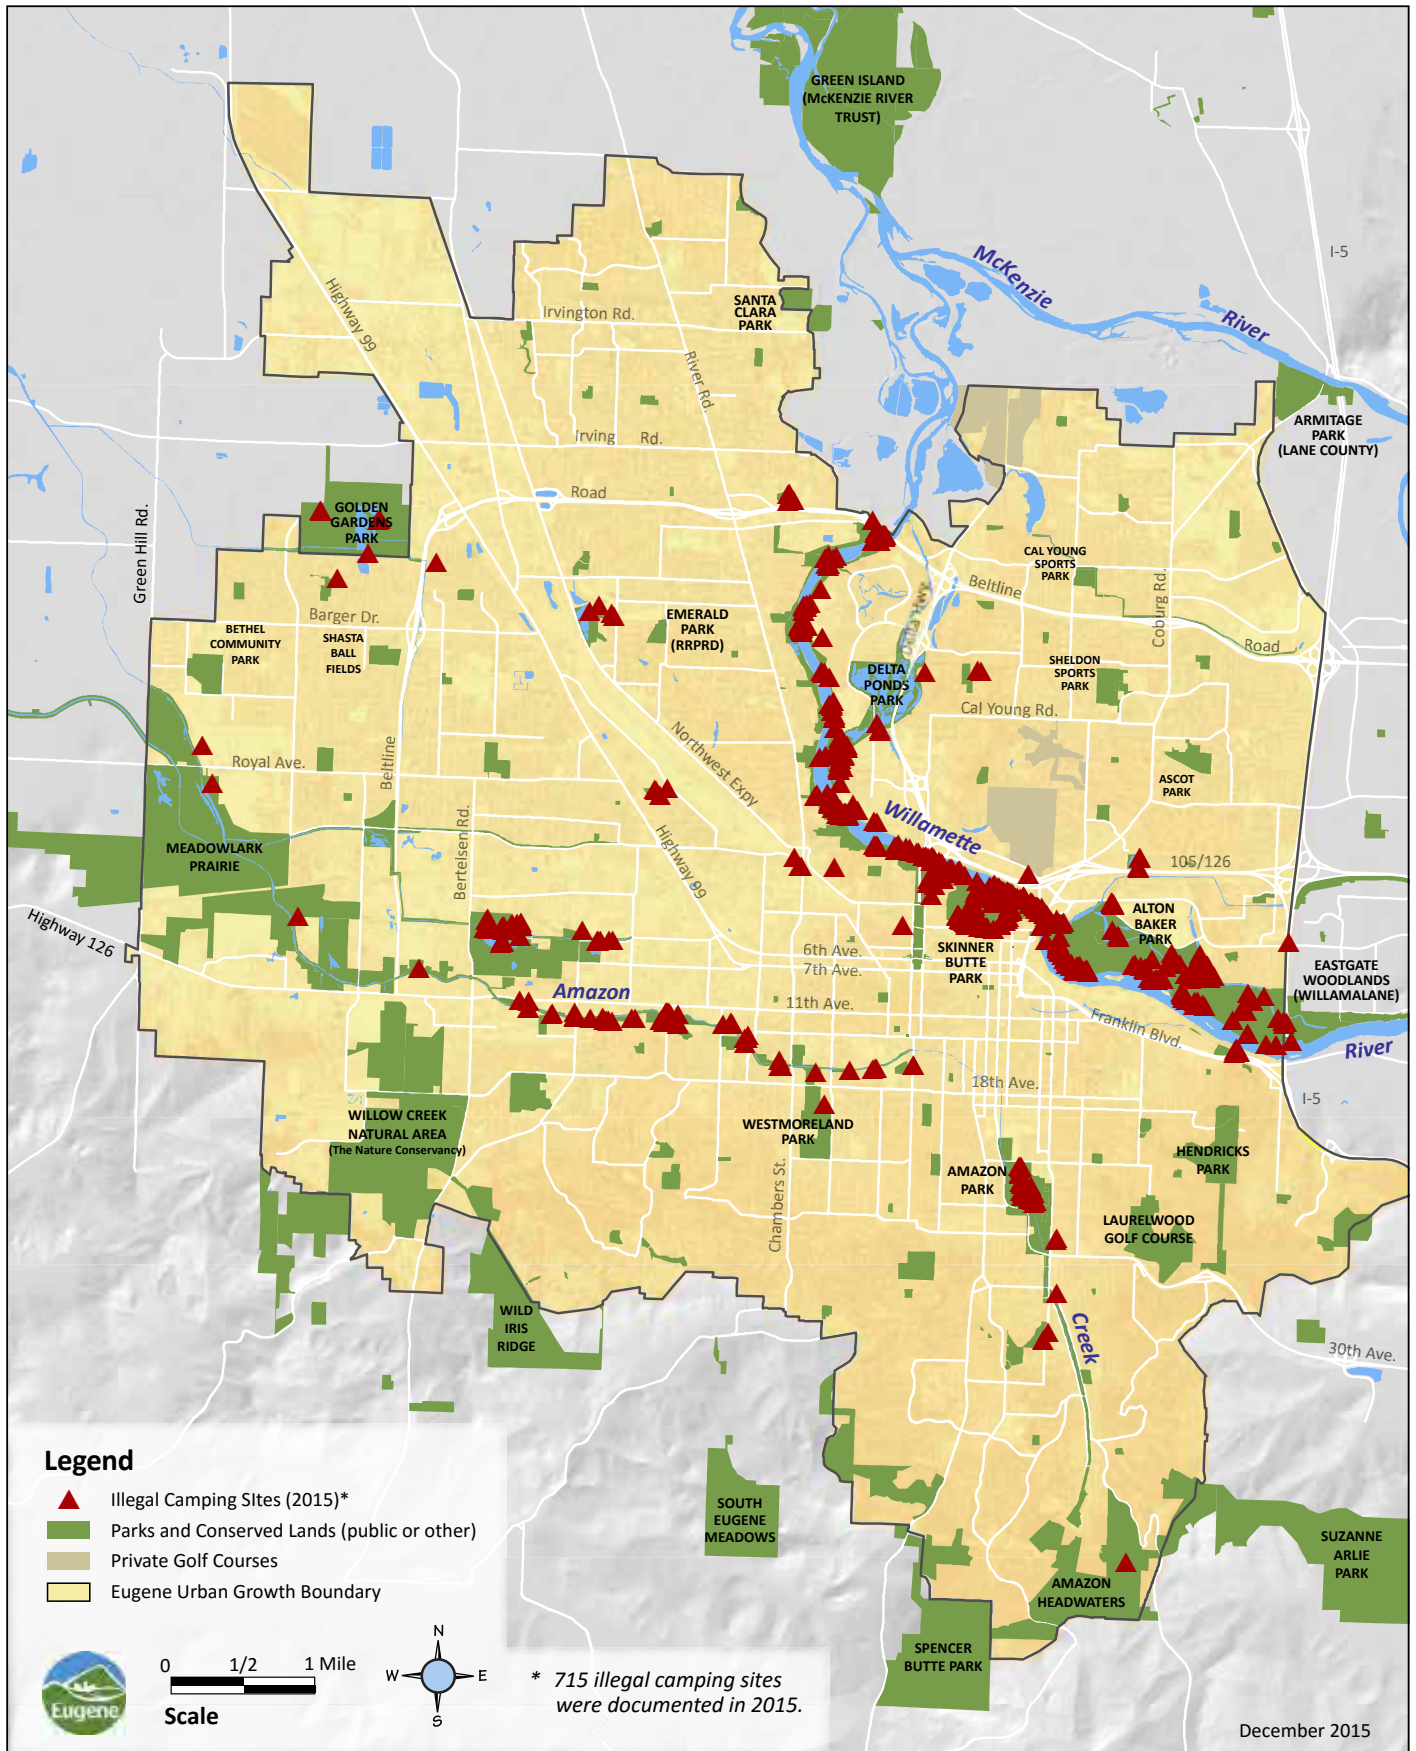 GREEN ISLAND
(McKENZIE RIVER
TRUST)
McKenzie
River
I-5
Highway 99
Irvington Rd.
SANTA
CLARA
PARK
River Rd.
ARMITAGE
PARK
(LANE COUNTY)
Irving Rd.
Road
Green Hill Rd.
GOLDEN
GARDENS
PARK
CAL YOUNG
SPORTS
PARK
Beltline
Road
Coburg Rd.
Delta Hwy.
Barger Dr.
BETHEL
COMMUNITY
PARK
SHASTA
BALL
FIELDS
EMERALD
PARK
(RRPRD)
DELTA
PONDS
PARK
SHELDON
SPORTS
PARK
Cal Young Rd.
Northwest Expy
Royal Ave.
Beltline
ASCOT
PARK
Bertelsen Rd.
Highway 99
Willamette
MEADOWLARK
PRAIRIE
105/126
Highway 126
ALTON
BAKER
PARK
SKINNER
BUTTE
PARK
6th Ave.
7th Ave.
EASTGATE
WOODLANDS
(WILLAMALANE)
Amazon
11th Ave.
Franklin Blvd.
River
18th Ave.
I-5
WILLOW CREEK
NATURAL AREA
(The Nature Conservancy)
WESTMORELAND
PARK
HENDRICKS
PARK
AMAZON
PARK
Chambers St.
LAURELWOOD
GOLF COURSE
WILD
IRIS
RIDGE
Creek
30th Ave.
SOUTH
EUGENE
MEADOWS
SUZANNE
ARLIE
PARK
AMAZON
HEADWATERS
SPENCER
BUTTE PARK
Legend
Illegal Camping SItes (2015)*
Parks and Conserved Lands (public or other)
Private Golf Courses
Eugene Urban Growth Boundary
Eugene
0 1/2 1 Mile
Scale
N
W E
S
* 715 illegal camping sites
were documented in 2015.
December 2015